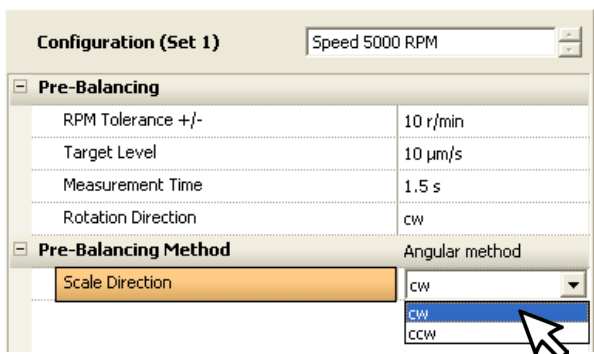 Configuration (Set 1) Speed 5000 RPM
Pre-Balancing
RPM Tolerance +/- 10 r/min
Target Level 10 µm/s
Measurement Time 1.5 s
Rotation Direction cw
Pre-Balancing Method Angular method
Scale Direction cw
cw
ccw